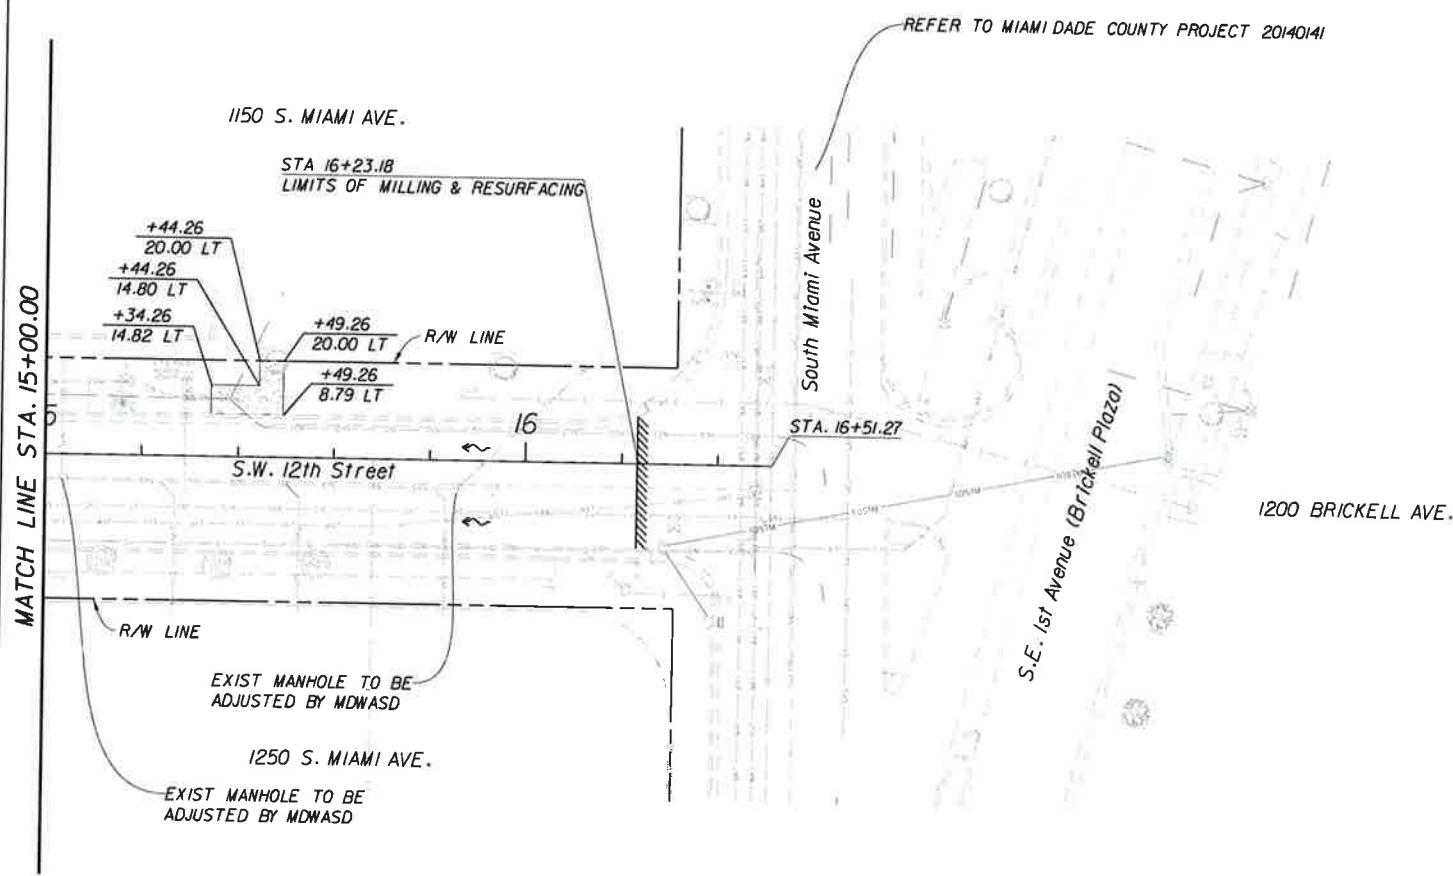 REFER TO MIAMI DADE COUNTY PROJECT 20140141
1150 S. MIAMI AVE.
STA 16+23.18
LIMITS OF MILLING & RESURFACING
+44.26
20.00 LT
+44.26
14.80 LT
+34.26
14.82 LT
+49.26
20.00 LT
R/W LINE
+49.26
8.79 LT
MATCH LINE STA. 15+00.00
South Miami Avenue
16
STA. 16+51.27
S.W. 12th Street
S.E. 1st Avenue (Brickell Plaza)
1200 BRICKELL AVE.
R/W LINE
EXIST MANHOLE TO BE
ADJUSTED BY MDWASD
1250 S. MIAMI AVE.
EXIST MANHOLE TO BE
ADJUSTED BY MDWASD